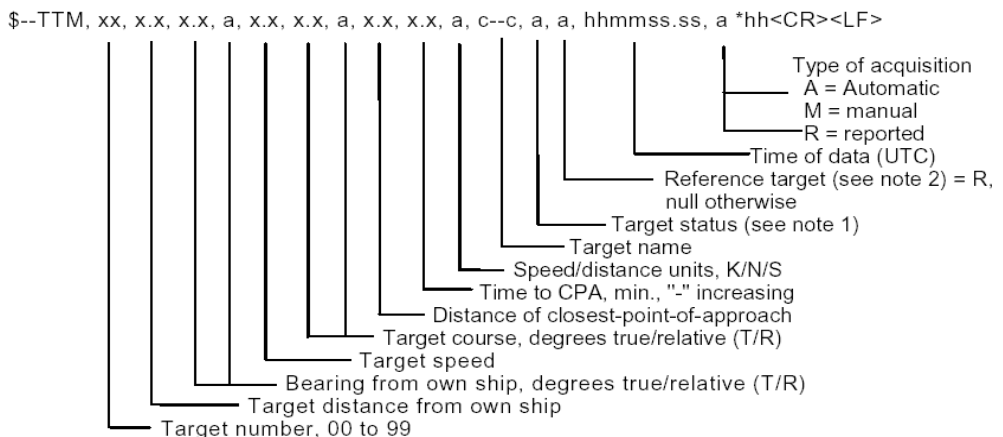 $--TTM, xx, x.x, x.x, a, x.x, x.x, a, x.x, x.x, a, c--c, a, a, hhmmss.ss, a *hh<CR><LF>
Type of acquisition
A = Automatic
M = manual
R = reported
Time of data (UTC)
Reference target (see note 2) = R,
null otherwise
Target status (see note 1)
Target name
Speed/distance units, K/N/S
Time to CPA, min., "-" increasing
Distance of closest-point-of-approach
Target course, degrees true/relative (T/R)
Target speed
Bearing from own ship, degrees true/relative (T/R)
Target distance from own ship
Target number, 00 to 99